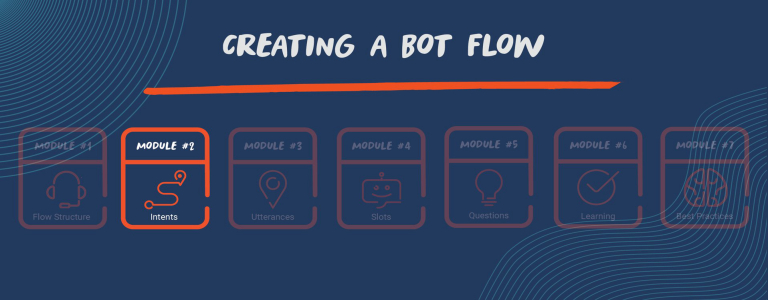 CREATING A BOT FLOW
MODULE #1
Flow Structure
MODULE #2
Intents
MODULE #3
Utterances
MODULE #4
Slots
MODULE #5
Questions
MODULE #6
Learning
MODULE #7
Best Practices